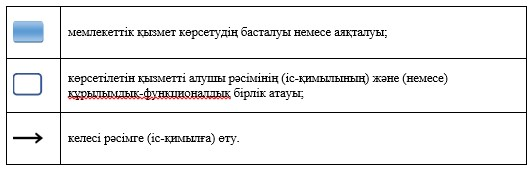 мемлекеттік қызмет көрсетудің басталуы немесе аяқталуы;
көрсетілетін қызметті алушы рәсімінің (іс-қимылының) және (немесе)
құрылымдық-функционалдық бірлік атауы;
келесі рәсімге (іс-қимылға) өту.